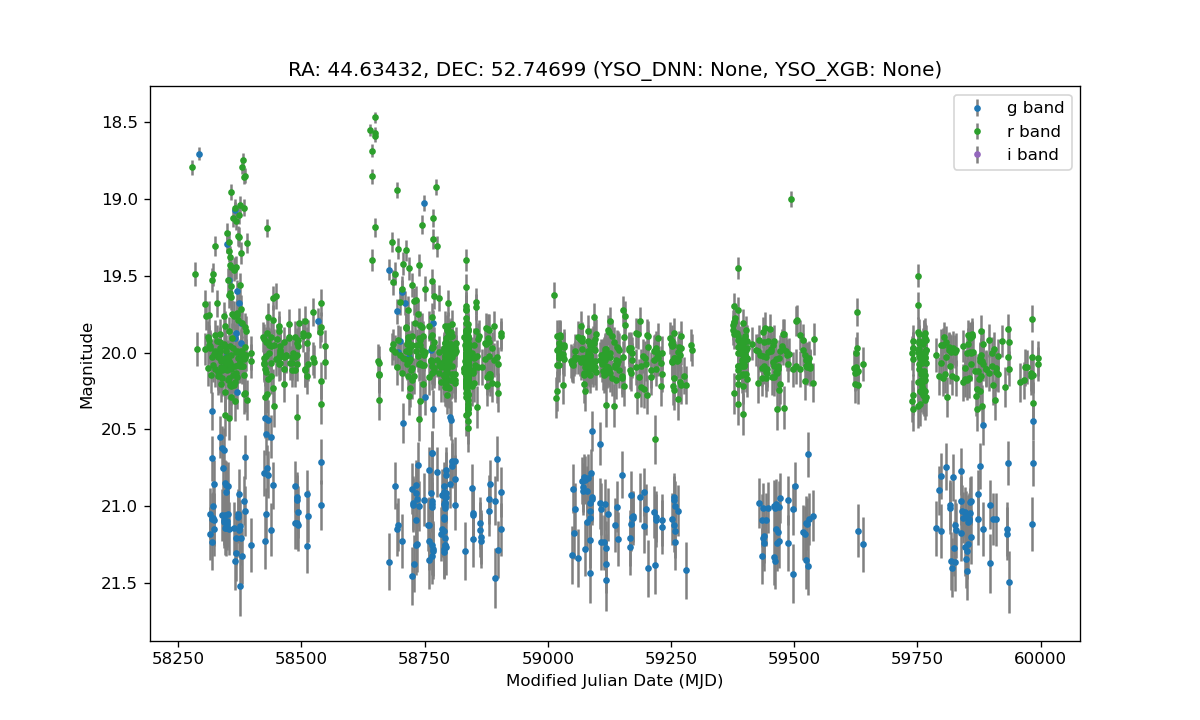 RA: 44.63432, DEC: 52.74699 (YSO_DNN: None, YSO_XGB: None)
g band
r band
i band
18.5
19.0
19.5
20.0
20.5
21.0
21.5
Magnitude
58250 58500 58750 59000 59250 59500 59750 60000
Modified Julian Date (MJD)